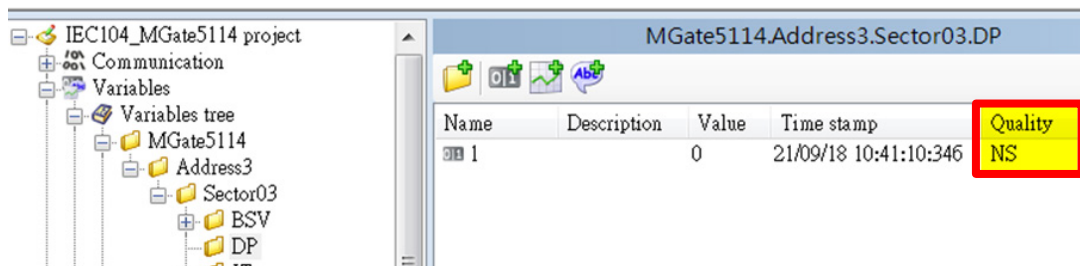 IEC104_MGate5114 project
Communication
Variables
Variables tree
MGate5114
Address3
Sector03
BSV
DP
MGate5114.Address3.Sector03.DP
Abc
Name Description Value Time stamp Quality
1 0 21/09/18 10:41:10:346 NS